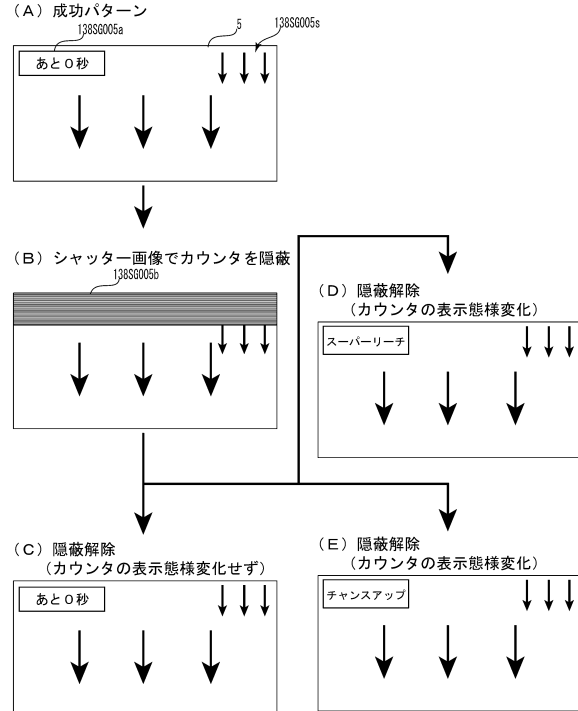 （A）成功パターン
138SG005a
5
138SG005s
あと0秒
（B）シャッター画像でカウンタを隠蔽
138SG005b
（D）隠蔽解除
（カウンタの表示態様変化）
スーパーリーチ
（C）隠蔽解除
（カウンタの表示態様変化せず）
あと0秒
（E）隠蔽解除
（カウンタの表示態様変化）
チャンスアップ